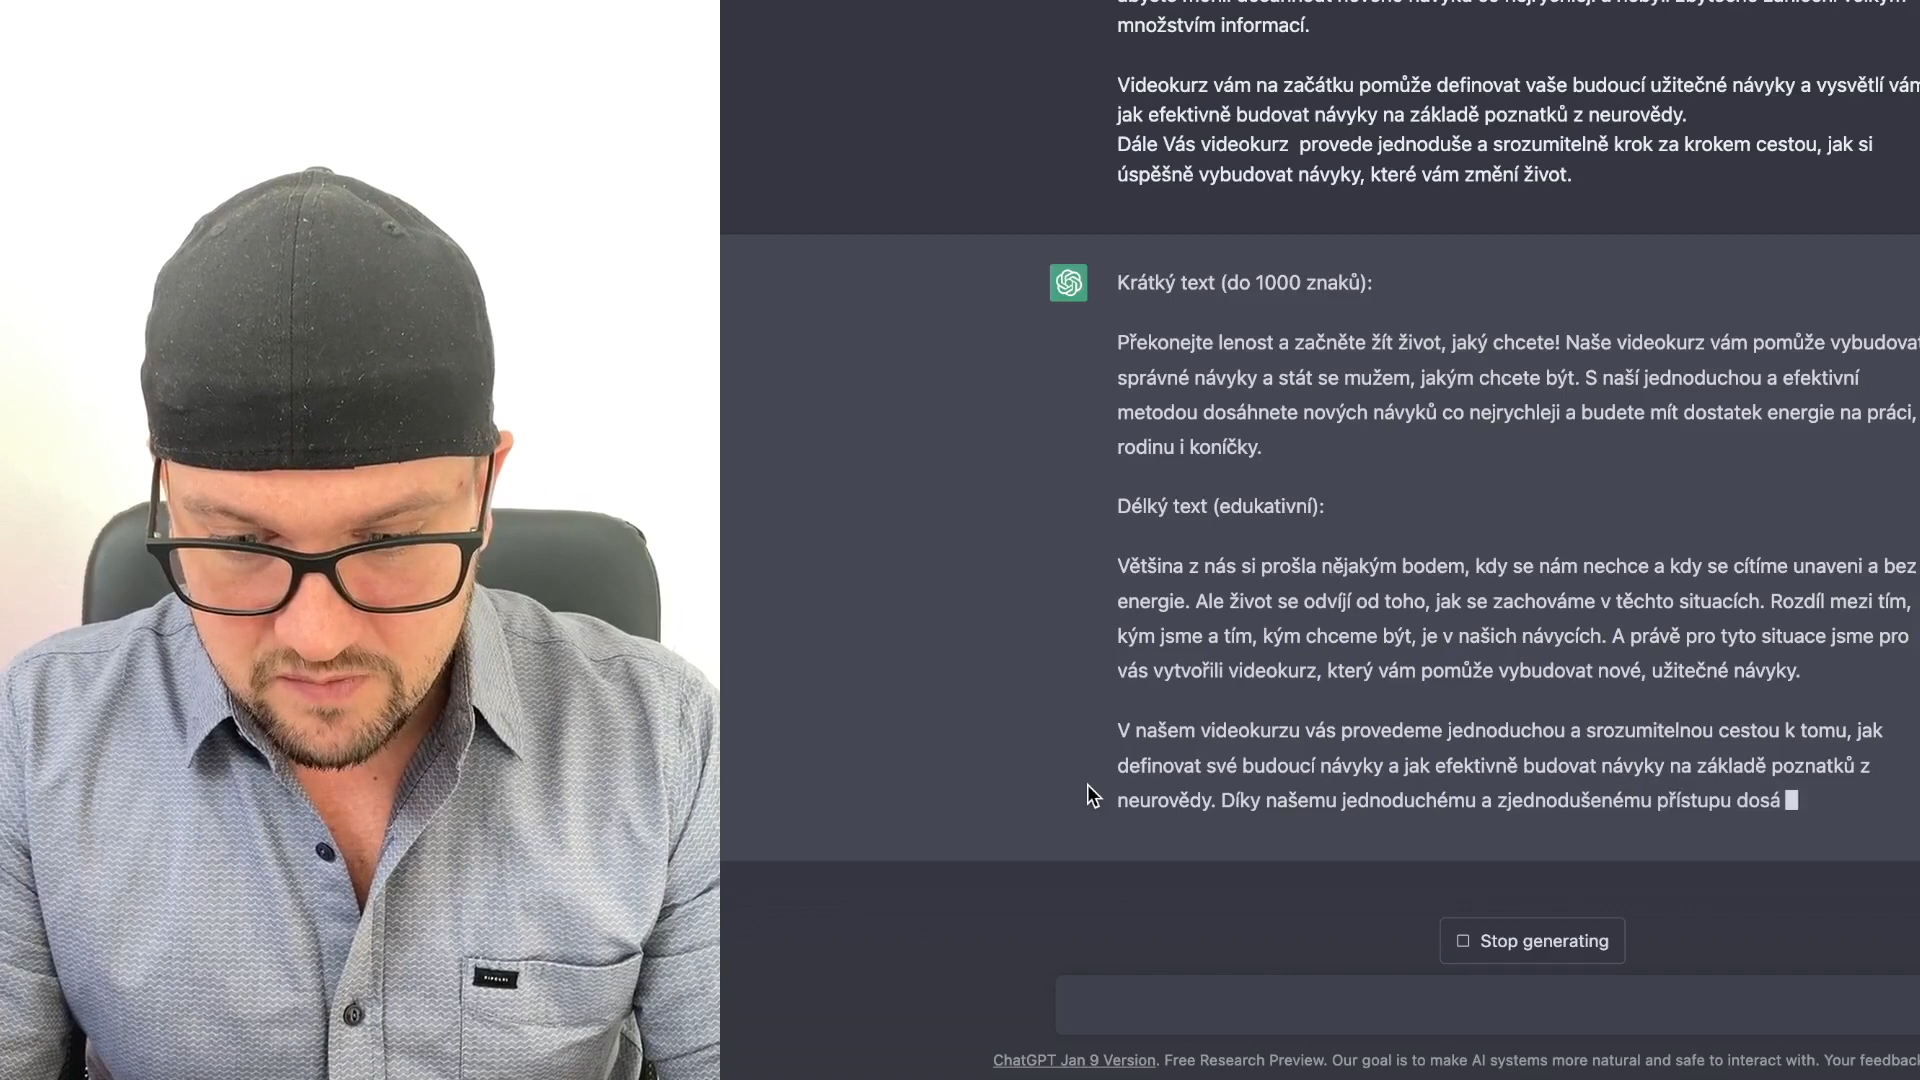 množstvím informací.
Videokurz vám na začátku pomůže definovat vaše budoucí užitečné návyky a vysvětlí vám
jak efektivně budovat návyky na základě poznatků z neurovědy.
Dále Vás videokurz  provede jednoduše a srozumitelně krok za krokem cestou, jak si
úspěšně vybudovat návyky, které vám změní život.
Krátký text (do 1000 znaků):
Překonejte lenost a začněte žít život, jaký chcete! Naše videokurz vám pomůže vybudovat
správné návyky a stát se mužem, jakým chcete být. S naší jednoduchou a efektivní
metodou dosáhnete nových návyků co nejrychleji a budete mít dostatek energie na práci,
rodinu i koníčky.
Délký text (edukativní):
Většina z nás si prošla nějakým bodem, kdy se nám nechce a kdy se cítíme unaveni a bez
energie. Ale život se odvíjí od toho, jak se zachováme v těchto situacích. Rozdíl mezi tím,
kým jsme a tím, kým chceme být, je v našich návycích. A právě pro tyto situace jsme pro
vás vytvořili videokurz, který vám pomůže vybudovat nové, užitečné návyky.
V našem videokurzu vás provedeme jednoduchou a srozumitelnou cestou k tomu, jak
definovat své budoucí návyky a jak efektivně budovat návyky na základě poznatků z
neurovědy. Díky našemu jednoduchému a zjednodušenému přístupu dosá
Stop generating
ChatGPT Jan 9 Version. Free Research Preview. Our goal is to make AI systems more natural and safe to interact with. Your feedback